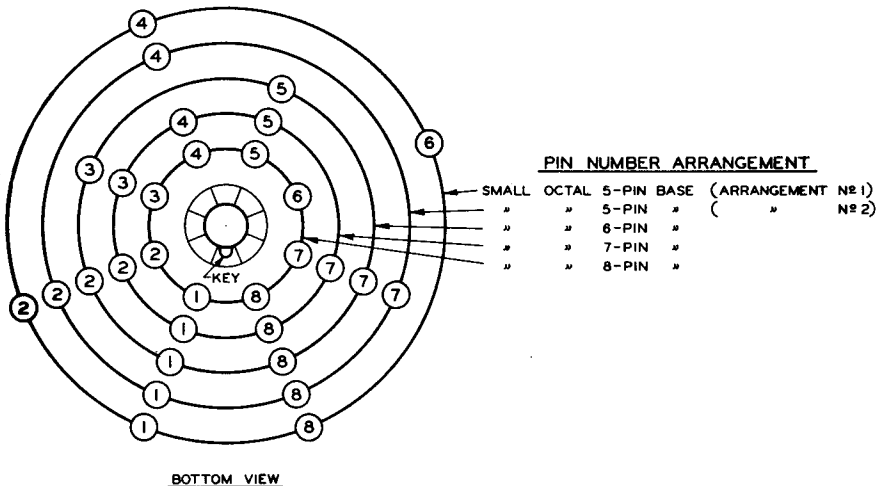 4
4
5
4 5
6
4 5
3
3
3 6
2 7
2 7
KEY
2 7
2 7
1 8
2
1 8
1 8
1 8
1 8
BOTTOM VIEW
PIN NUMBER ARRANGEMENT
SMALL OCTAL 5-PIN BASE (ARRANGEMENT Nº 1)
" " 5-PIN " ( " Nº 2)
" " 6-PIN "
" " 7-PIN "
" " 8-PIN "